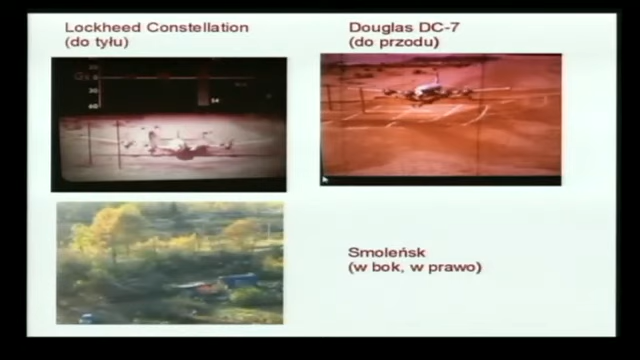 Lockheed Constellation
(do tyłu)
Douglas DC-7
(do przodu)
Smoleńsk
(w bok, w prawo)